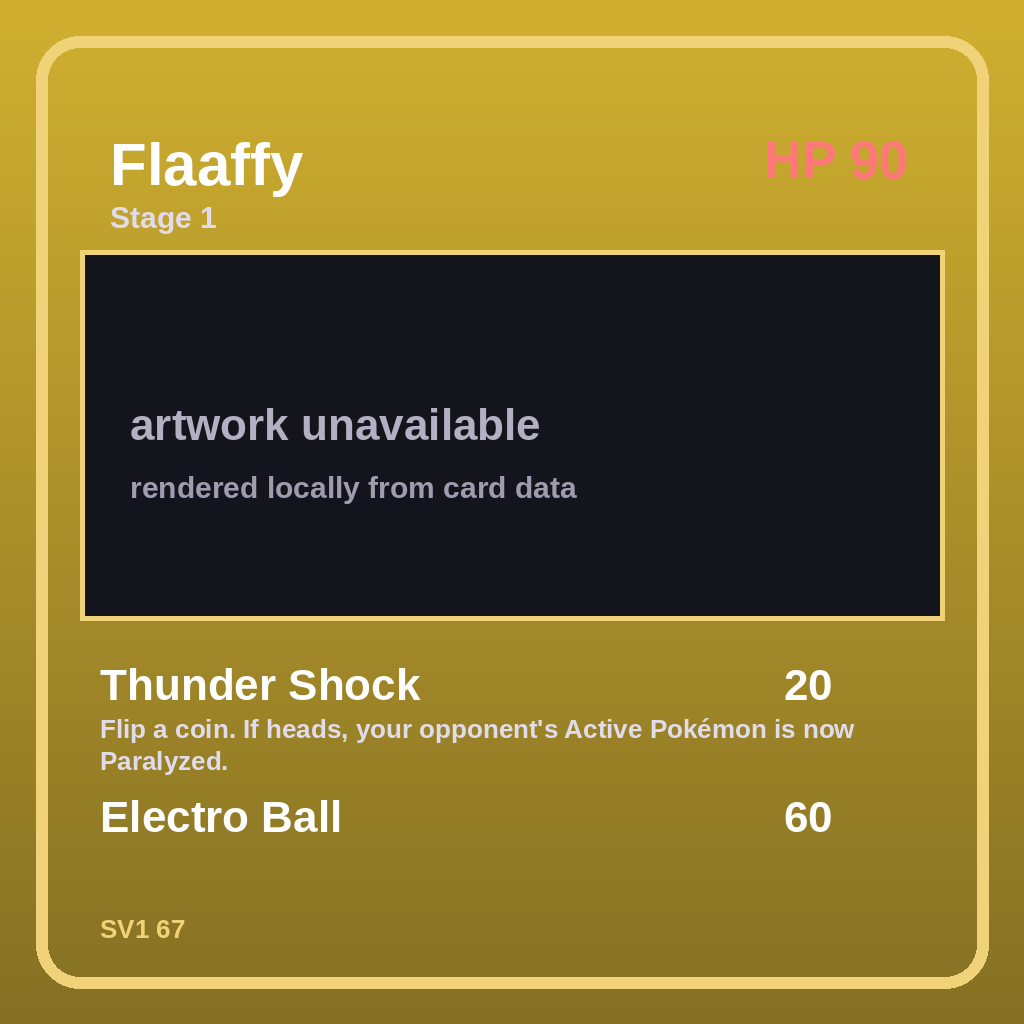 Flaaffy
HP 90
Stage 1
artwork unavailable
rendered locally from card data
Thunder Shock 20
Flip a coin. If heads, your opponent's Active Pokémon is now
Paralyzed.
Electro Ball 60
SV1 67